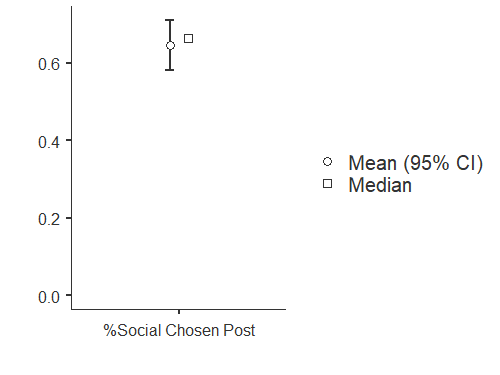 0.6
0.4
0.2
0.0
%Social Chosen Post
Mean (95% CI)
Median